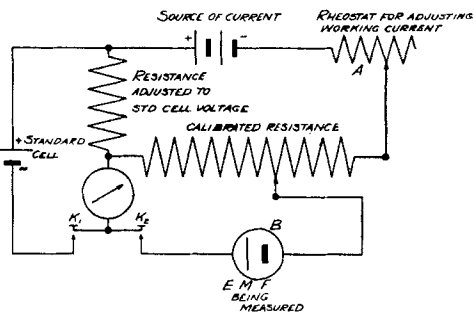 SOURCE OF CURRENT
RHEOSTAT FOR ADJUSTING
WORKING CURRENT
+ -
A
RESISTANCE
ADJUSTED TO
STD CELL VOLTAGE
CALIBRATED RESISTANCE
+ STANDARD
CELL
-
K1 K2
B
E M F
BEING
MEASURED